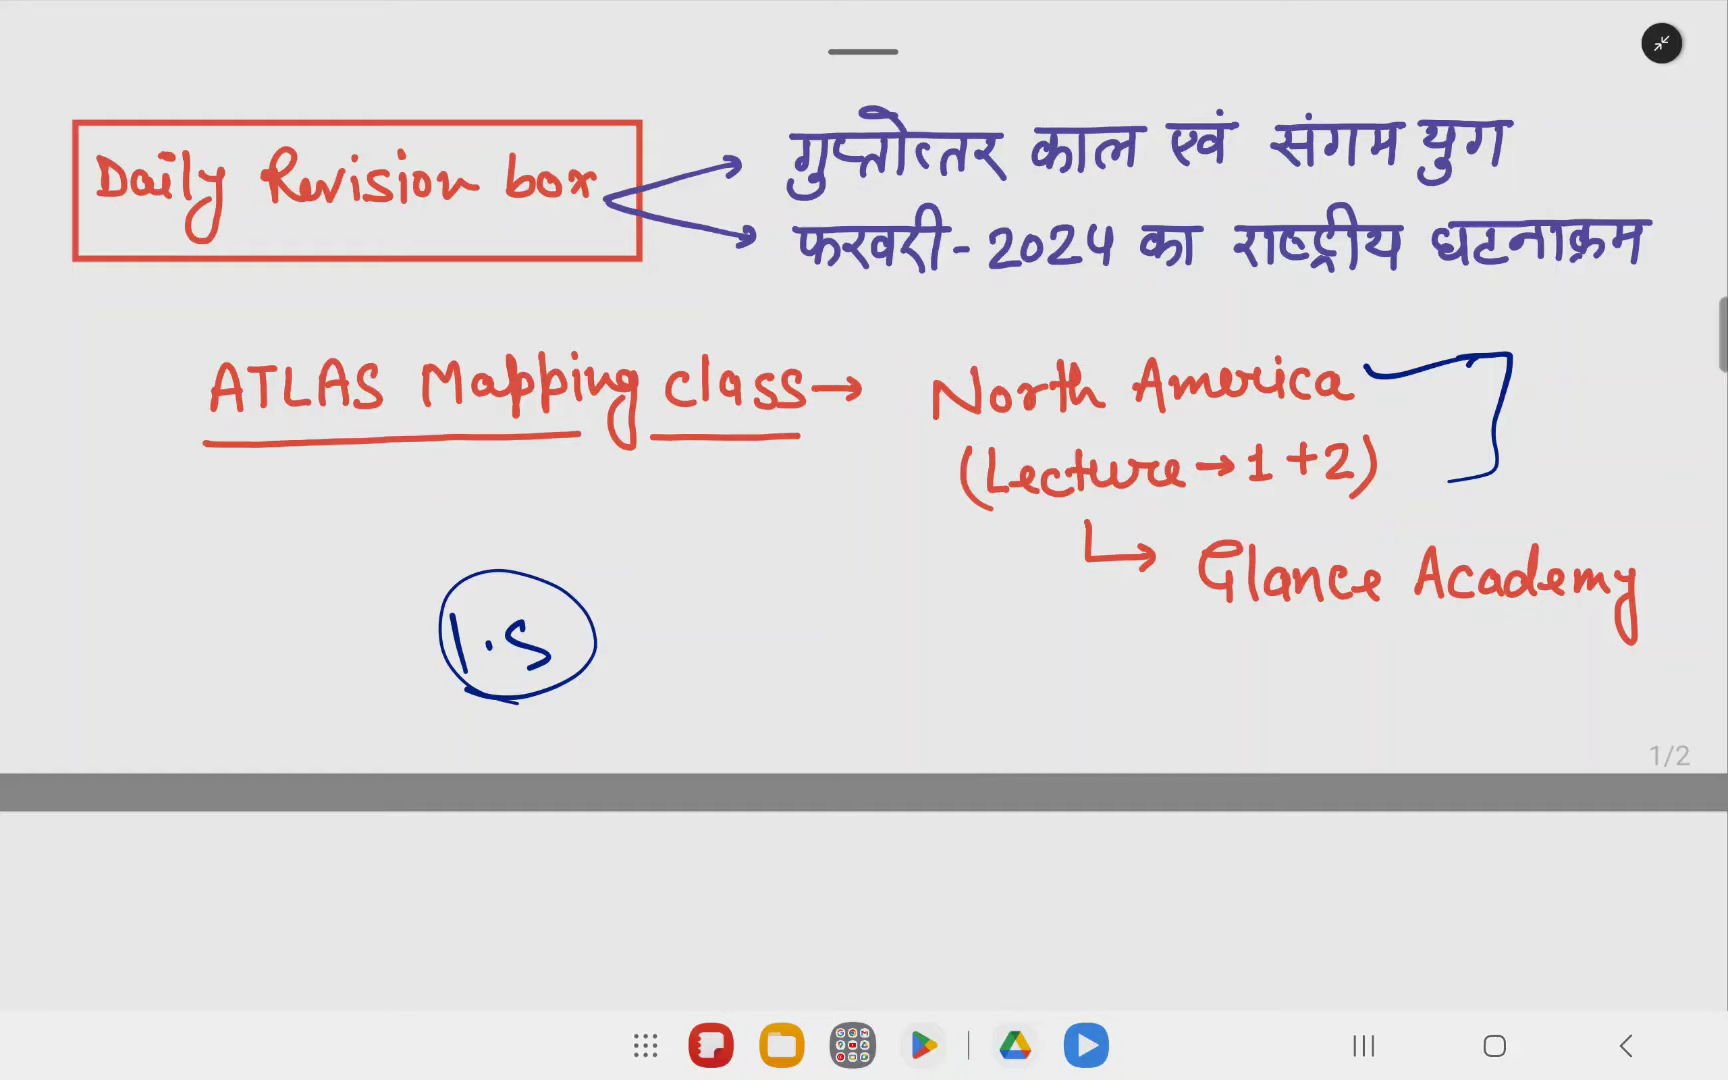 Daily Revision box
गुप्तोत्तर काल एवं संगम युग
फरवरी-2024 का राष्ट्रीय घटनाक्रम
ATLAS Mapping class→ North America
(Lecture→1+2)
Glance Academy
1.5
1/2